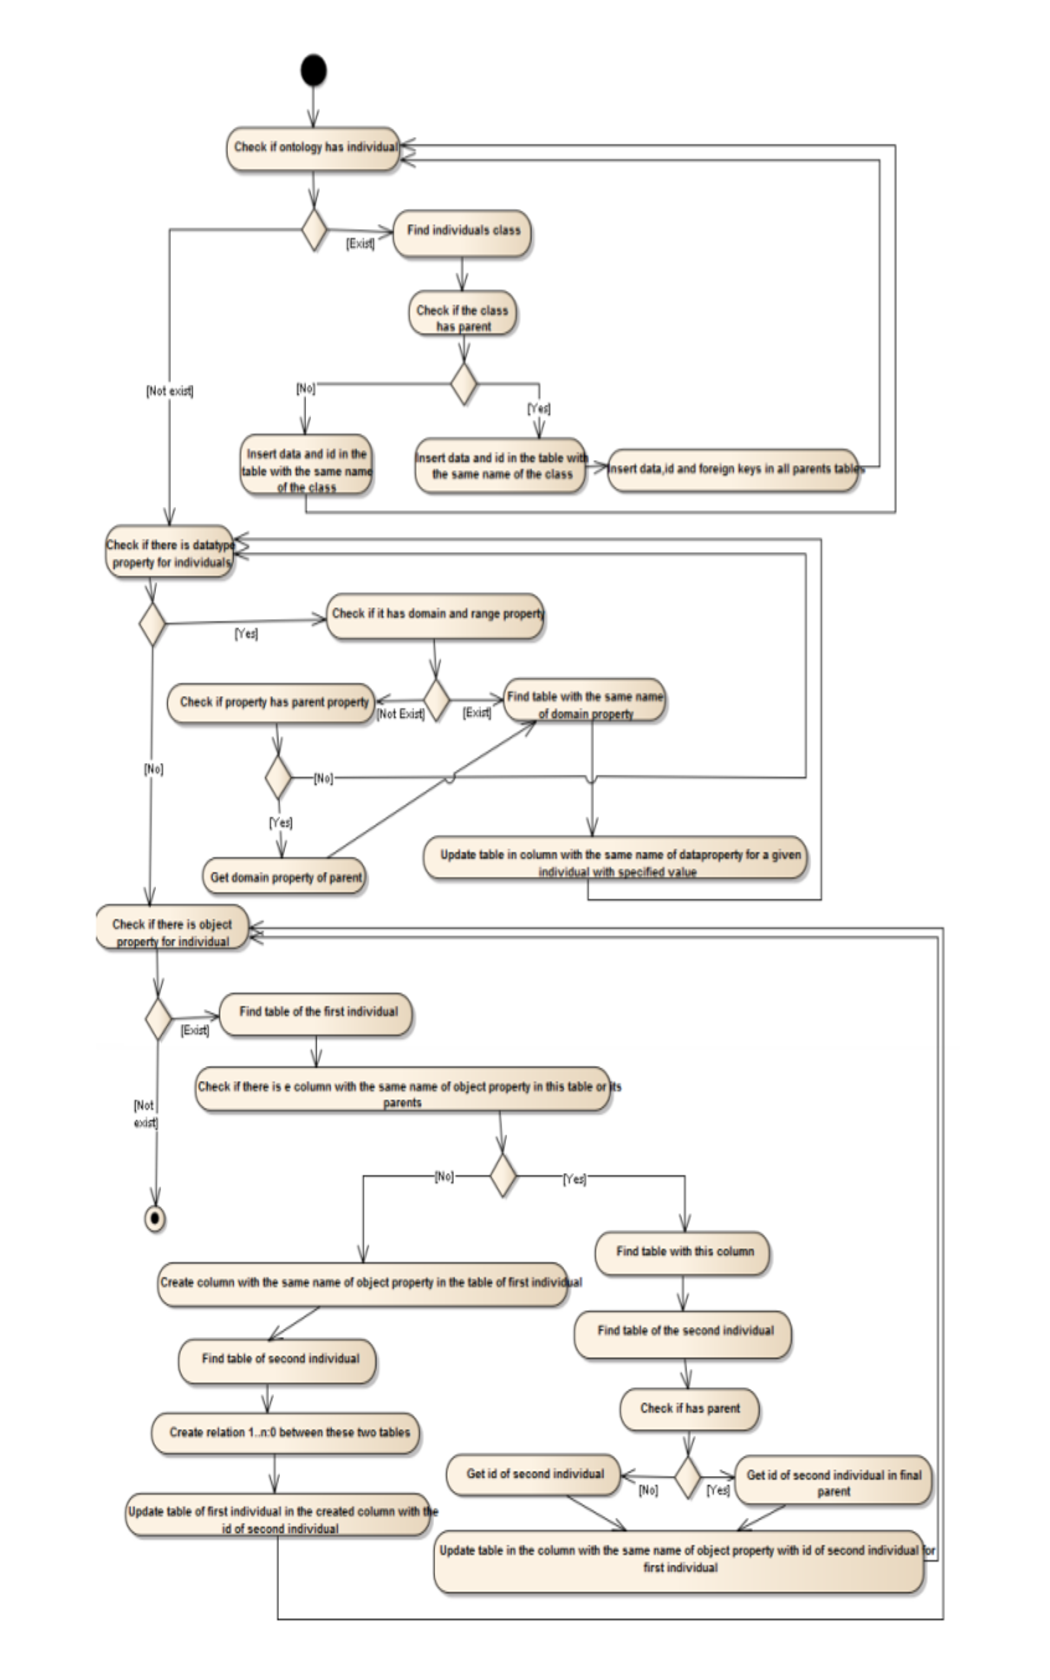 Check if ontology has individual
[Exist]
Find individuals class
Check if the class
has parent
[Not exist]
[No]
[Yes]
Insert data and id in the
table with the same name
of the class
Insert data and id in the table with
the same name of the class
Insert data,id and foreign keys in all parents tables
Check if there is datatype
property for individuals
[Yes]
Check if it has domain and range property
Check if property has parent property
[Not Exist]
[Exist]
Find table with the same name
of domain property
[No]
[No]
[Yes]
Get domain property of parent
Update table in column with the same name of dataproperty for a given
individual with specified value
Check if there is object
property for individual
[Exist]
Find table of the first individual
Check if there is e column with the same name of object property in this table or its
parents
[Not
exist]
[No]
[Yes]
Find table with this column
Create column with the same name of object property in the table of first individual
Find table of the second individual
Find table of second individual
Check if has parent
Create relation 1..n:0 between these two tables
Get id of second individual
[No]
[Yes]
Get id of second individual in final
parent
Update table of first individual in the created column with the
id of second individual
Update table in the column with the same name of object property with id of second individual for
first individual